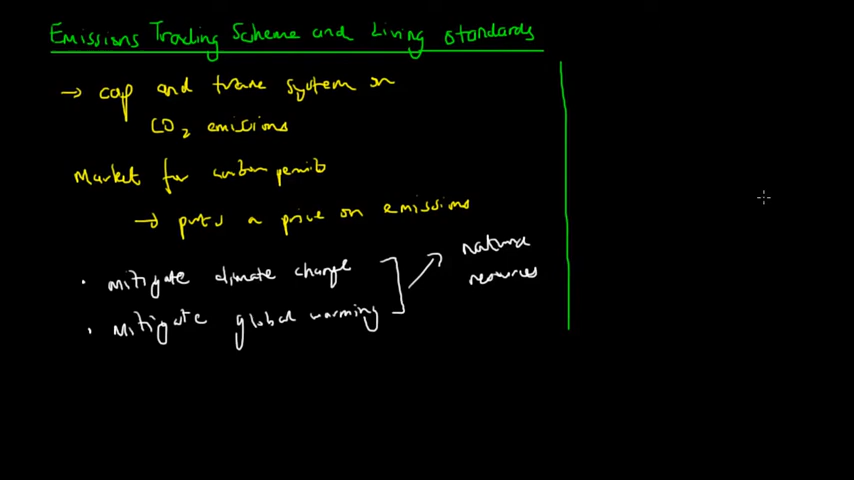 Emissions Trading Scheme and Living Standards
→ cap and trade system on
CO2 emissions
Market for carbon permits
→ puts a price on emissions
• mitigate climate change
• mitigate global warming
natural
resources